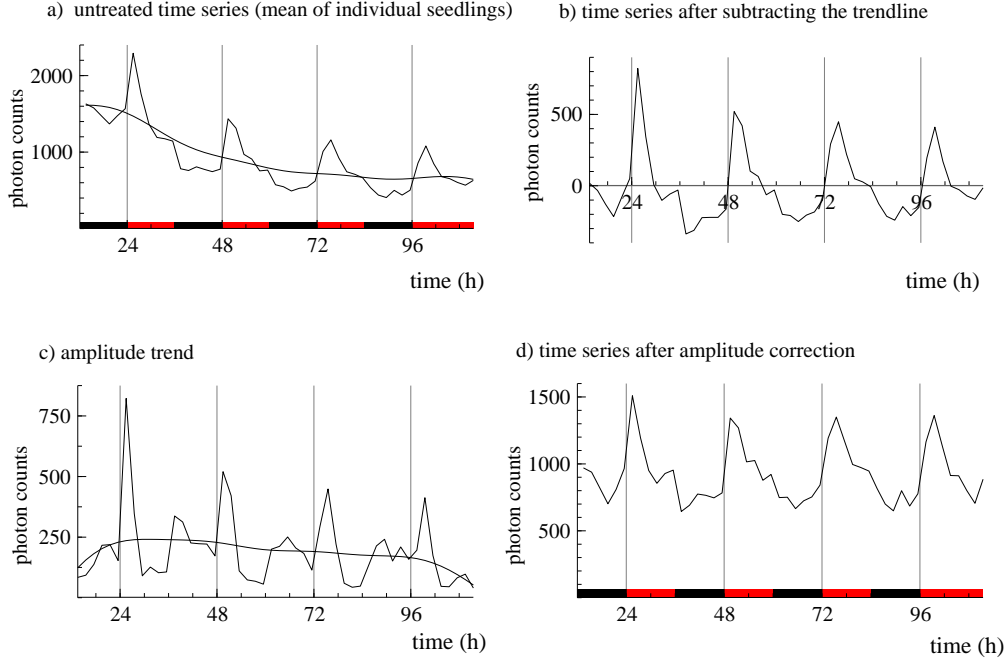 a) untreated time series (mean of individual seedlings)
photon counts
2000
1000
24
48
72
96
time (h)
b) time series after subtracting the trendline
photon counts
500
0
24
48
72
96
time (h)
c) amplitude trend
photon counts
750
500
250
24
48
72
96
time (h)
d) time series after amplitude correction
photon counts
1500
1000
500
24
48
72
96
time (h)